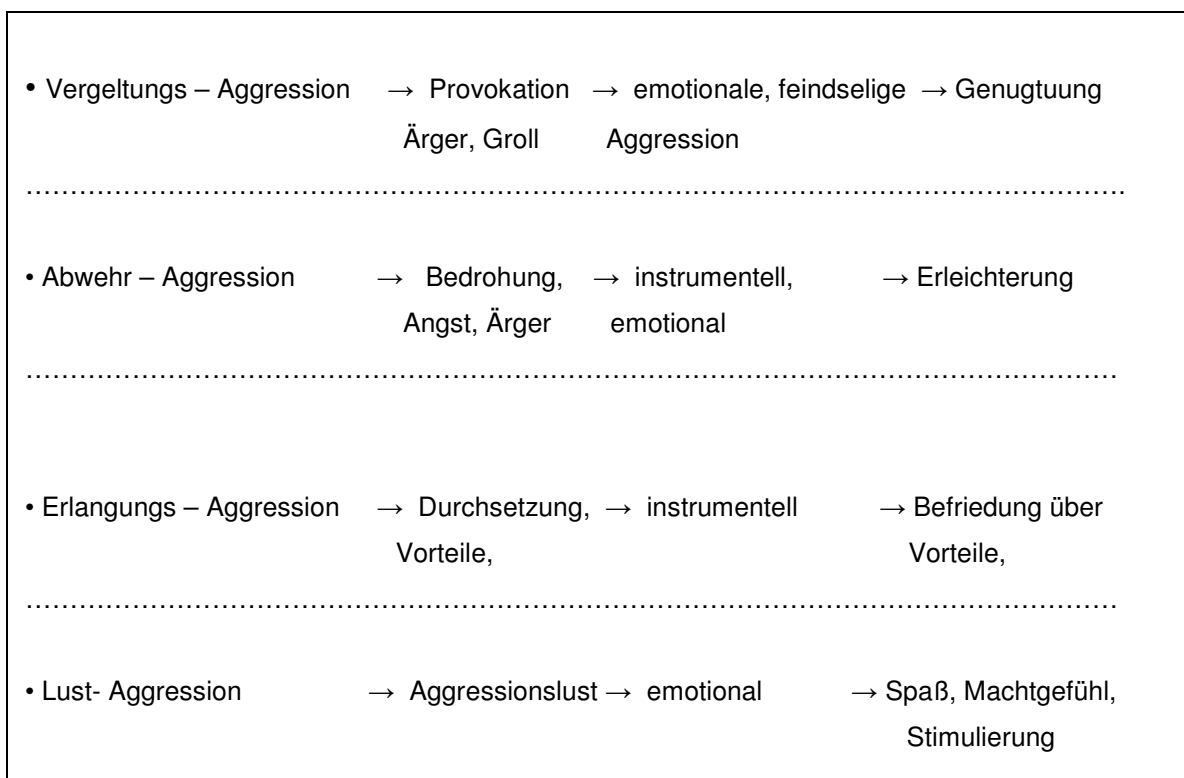 • Vergeltungs – Aggression → Provokation → emotionale, feindselige → Genugtuung
Ärger, Groll Aggression
……………………………………………………………………………………………………………….
• Abwehr – Aggression → Bedrohung, → instrumentell, → Erleichterung
Angst, Ärger emotional
………………………………………………………………………………………………………………
• Erlangungs – Aggression → Durchsetzung, → instrumentell → Befriedung über
Vorteile, Vorteile,
………………………………………………………………………………………………………………
• Lust- Aggression → Aggressionslust → emotional → Spaß, Machtgefühl,
Stimulierung